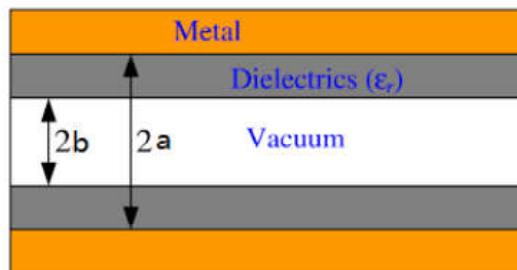 Metal
Dielectrics (εᵣ)
2b
2a
Vacuum